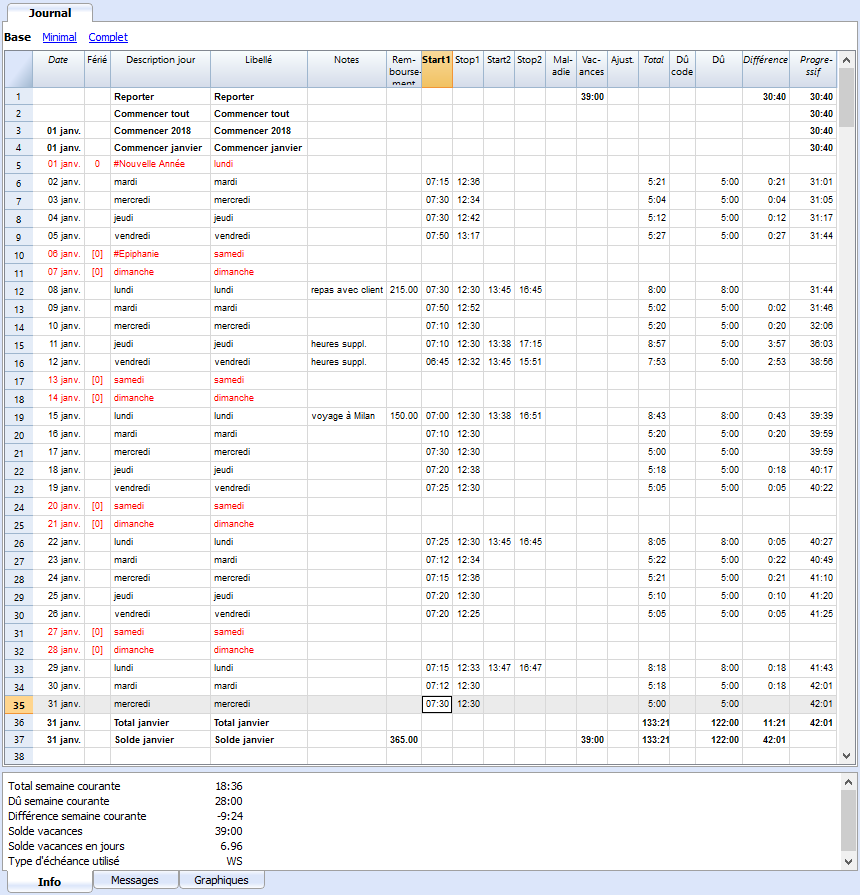 Journal
Base Minimal Complet
Date Férié Description jour Libellé Notes Rem-bourse-ment Start1 Stop1 Start2 Stop2 Mal-adie Vac-ances Ajust. Total Dû code Dû Différence Progre-ssif
1 Reporter Reporter 39:00 30:40 30:40
2 Commencer tout Commencer tout 30:40
3 01 janv. Commencer 2018 Commencer 2018 30:40
4 01 janv. Commencer janvier Commencer janvier 30:40
5 01 janv. 0 #Nouvelle Année lundi
6 02 janv. mardi mardi 07:15 12:36 5:21 5:00 0:21 31:01
7 03 janv. mercredi mercredi 07:30 12:34 5:04 5:00 0:04 31:05
8 04 janv. jeudi jeudi 07:30 12:42 5:12 5:00 0:12 31:17
9 05 janv. vendredi vendredi 07:50 13:17 5:27 5:00 0:27 31:44
10 06 janv. [0] #Epiphanie samedi
11 07 janv. [0] dimanche dimanche
12 08 janv. lundi lundi repas avec client 215.00 07:30 12:30 13:45 16:45 8:00 8:00 31:44
13 09 janv. mardi mardi 07:50 12:52 5:02 5:00 0:02 31:46
14 10 janv. mercredi mercredi 07:10 12:30 5:20 5:00 0:20 32:06
15 11 janv. jeudi jeudi heures suppl. 07:10 12:30 13:38 17:15 8:57 5:00 3:57 36:03
16 12 janv. vendredi vendredi heures suppl. 06:45 12:32 13:45 15:51 7:53 5:00 2:53 38:56
17 13 janv. [0] samedi samedi
18 14 janv. [0] dimanche dimanche
19 15 janv. lundi lundi voyage à Milan 150.00 07:00 12:30 13:38 16:51 8:43 8:00 0:43 39:39
20 16 janv. mardi mardi 07:10 12:30 5:20 5:00 0:20 39:59
21 17 janv. mercredi mercredi 07:30 12:30 5:00 5:00 39:59
22 18 janv. jeudi jeudi 07:20 12:38 5:18 5:00 0:18 40:17
23 19 janv. vendredi vendredi 07:25 12:30 5:05 5:00 0:05 40:22
24 20 janv. [0] samedi samedi
25 21 janv. [0] dimanche dimanche
26 22 janv. lundi lundi 07:25 12:30 13:45 16:45 8:05 8:00 0:05 40:27
27 23 janv. mardi mardi 07:12 12:34 5:22 5:00 0:22 40:49
28 24 janv. mercredi mercredi 07:15 12:36 5:21 5:00 0:21 41:10
29 25 janv. jeudi jeudi 07:20 12:30 5:10 5:00 0:10 41:20
30 26 janv. vendredi vendredi 07:20 12:25 5:05 5:00 0:05 41:25
31 27 janv. [0] samedi samedi
32 28 janv. [0] dimanche dimanche
33 29 janv. lundi lundi 07:15 12:33 13:47 16:47 8:18 8:00 0:18 41:43
34 30 janv. mardi mardi 07:12 12:30 5:18 5:00 0:18 42:01
35 31 janv. mercredi mercredi 07:30 12:30 5:00 5:00 42:01
36 31 janv. Total janvier Total janvier 133:21 122:00 11:21 42:01
37 31 janv. Solde janvier Solde janvier 365.00 39:00 133:21 122:00 42:01
38
Total semaine courante 18:36
Dû semaine courante 28:00
Différence semaine courante -9:24
Solde vacances 39:00
Solde vacances en jours 6.96
Type d'échéance utilisé WS
Info Messages Graphiques